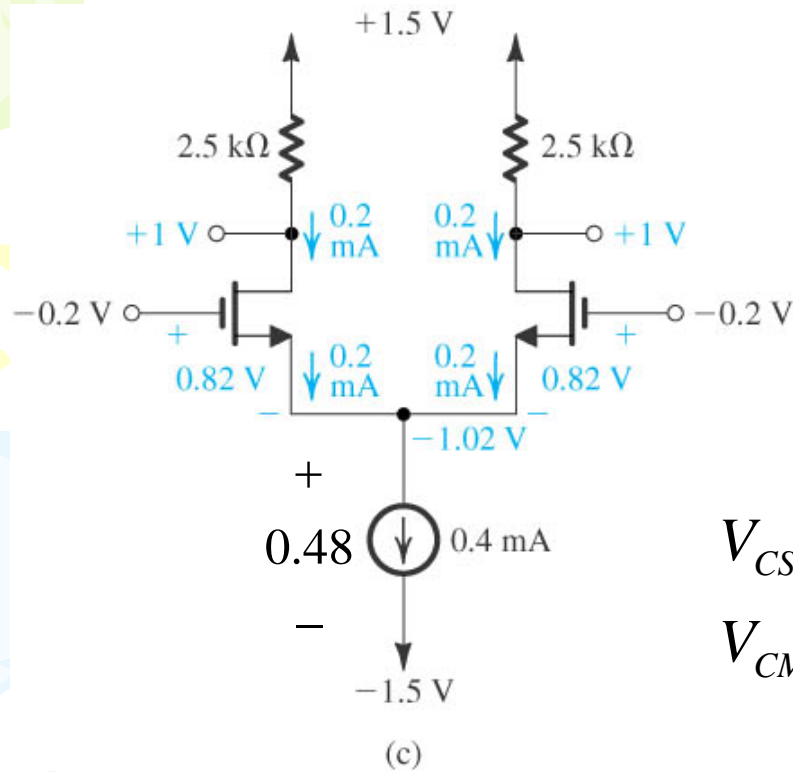 +1.5 V
2.5 kΩ 2.5 kΩ
+1 V 0.2 mA 0.2 mA +1 V
−0.2 V −0.2 V
+ +
0.82 V 0.2 mA 0.2 mA 0.82 V
− −
−1.02 V
+
0.48 0.4 mA
−
−1.5 V
(c)
V_CS
V_CM